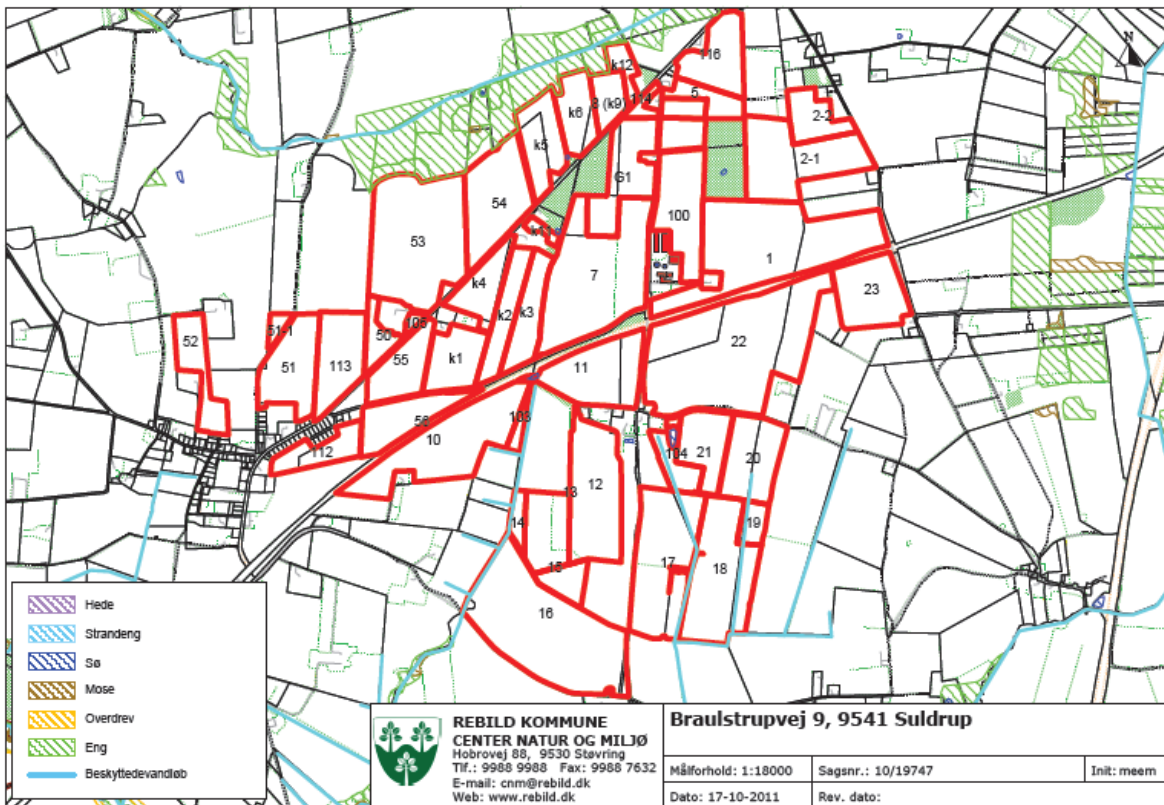 116
k12
5
114
8 (k9)
k6
2-2
k5
2-1
G1
54
100
53
1
7
k4
23
k2
k3
52
51-1
22
51
113
55
k1
11
56
10
103
112
104
21
20
13
12
14
19
15
17
18
16
Hede
Strandeng
Sø
Mose
Overdrev
Eng
Beskyttedevandløb
REBILD KOMMUNE
CENTER NATUR OG MILJØ
Hobrovej 88, 9530 Støvring
Tlf.: 9988 9988 Fax: 9988 7632
E-mail: cnm@rebild.dk
Web: www.rebild.dk
Braulstrupvej 9, 9541 Suldrup
Målforhold: 1:18000 Sagsnr.: 10/19747 Init: meem
Dato: 17-10-2011 Rev. dato: